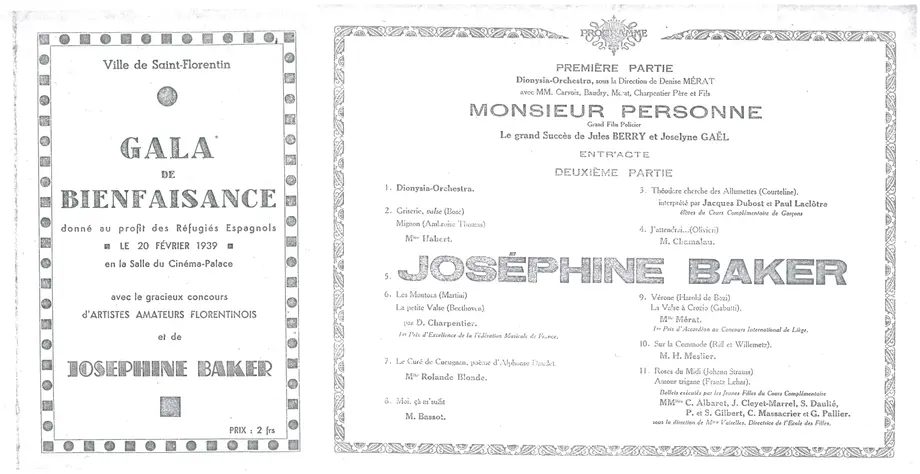 Ville de Saint-Florentin
GALA
DE
BIENFAISANCE
donné au profit des Réfugiés Espagnols
LE 20 FÉVRIER 1939
en la Salle du Cinéma-Palace
avec le gracieux concours
d'ARTISTES AMATEURS FLORENTINOIS
et de
JOSEPHINE BAKER
PRIX : 2 frs
PROGRAMME
PREMIÈRE PARTIE
Dionysia-Orchestra, sous la Direction de Denise MÉRAT
avec MM. Carvois, Baudry, Charpentier Père et Fils
MONSIEUR PERSONNE
Grand Film Policier
Le grand Succès de Jules BERRY et Joselyne GAËL
ENTR'ACTE
DEUXIÈME PARTIE
1. Dionysia-Orchestra.
2. Griserie, valse (Bosc)
Mignon (Ambroise Thomas)
Mme Habert.
3. Théodore cherche des Allumettes (Courteline).
interprété par Jacques Dubost et Paul Laclôtre
élèves du Cours Complémentaire de Garçons
4. J'attendrai...(Olivieri)
M. Chamalau.
5. JOSÉPHINE BAKER
6. Les Moutons (Martini)
La petite Valse (Beethoven)
par D. Charpentier.
1er Prix d'Excellence de la Fédération Musicale de France.
7. Le Curé de Cucugnan, poème d'Alphonse Daudet
Mlle Rolande Blonde.
8. Moi, çà m'suffit
M. Bassot.
9. Vérone (Harold de Bozi)
La Valse à Crozio (Gabutti).
Mlle Mérat.
1er Prix d'Accordéon au Concours International de Liège.
10. Sur la Commode (Rolf et Willemetz).
M. H. Meslier.
11. Roses du Midi (Johann Strauss)
Amour tzigane (Frantz Lehar).
Ballets exécutés par les Jeunes Filles du Cours Complémentaire
MMlles C. Albaret, J. Cleyet-Marrel, S. Daulté,
P. et S. Gilbert, C. Massacrier et G. Pallier.
sous la direction de Mme Directrice de l'Ecole des Filles.